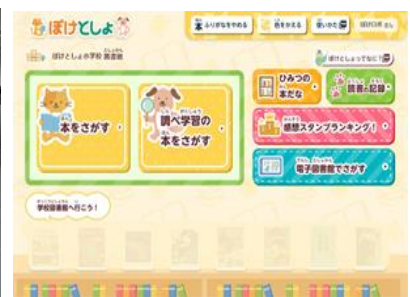 ぽけとしょ
ふりがなをやめる
色をかえる
使いかた
ぽけとしょ小学校 図書館
ぽけとしょってなに？
本をさがす
調べ学習の
本をさがす
ひみつの
本だな
読書の記録
感想スタンプランキング！
電子図書館でさがす
学校図書館へ行こう！